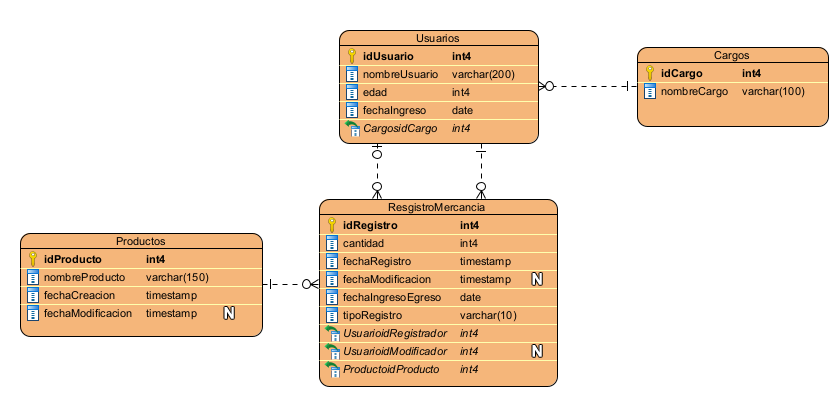 Usuarios
idUsuario int4
nombreUsuario varchar(200)
edad int4
fechaIngreso date
CargosidCargo int4
Cargos
idCargo int4
nombreCargo varchar(100)
Productos
idProducto int4
nombreProducto varchar(150)
fechaCreacion timestamp
fechaModificacion timestamp N
ResgistroMercancia
idRegistro int4
cantidad int4
fechaRegistro timestamp
fechaModificacion timestamp N
fechaIngresoEgreso date
tipoRegistro varchar(10)
UsuarioidRegistrador int4
UsuarioidModificador int4 N
ProductoidProducto int4